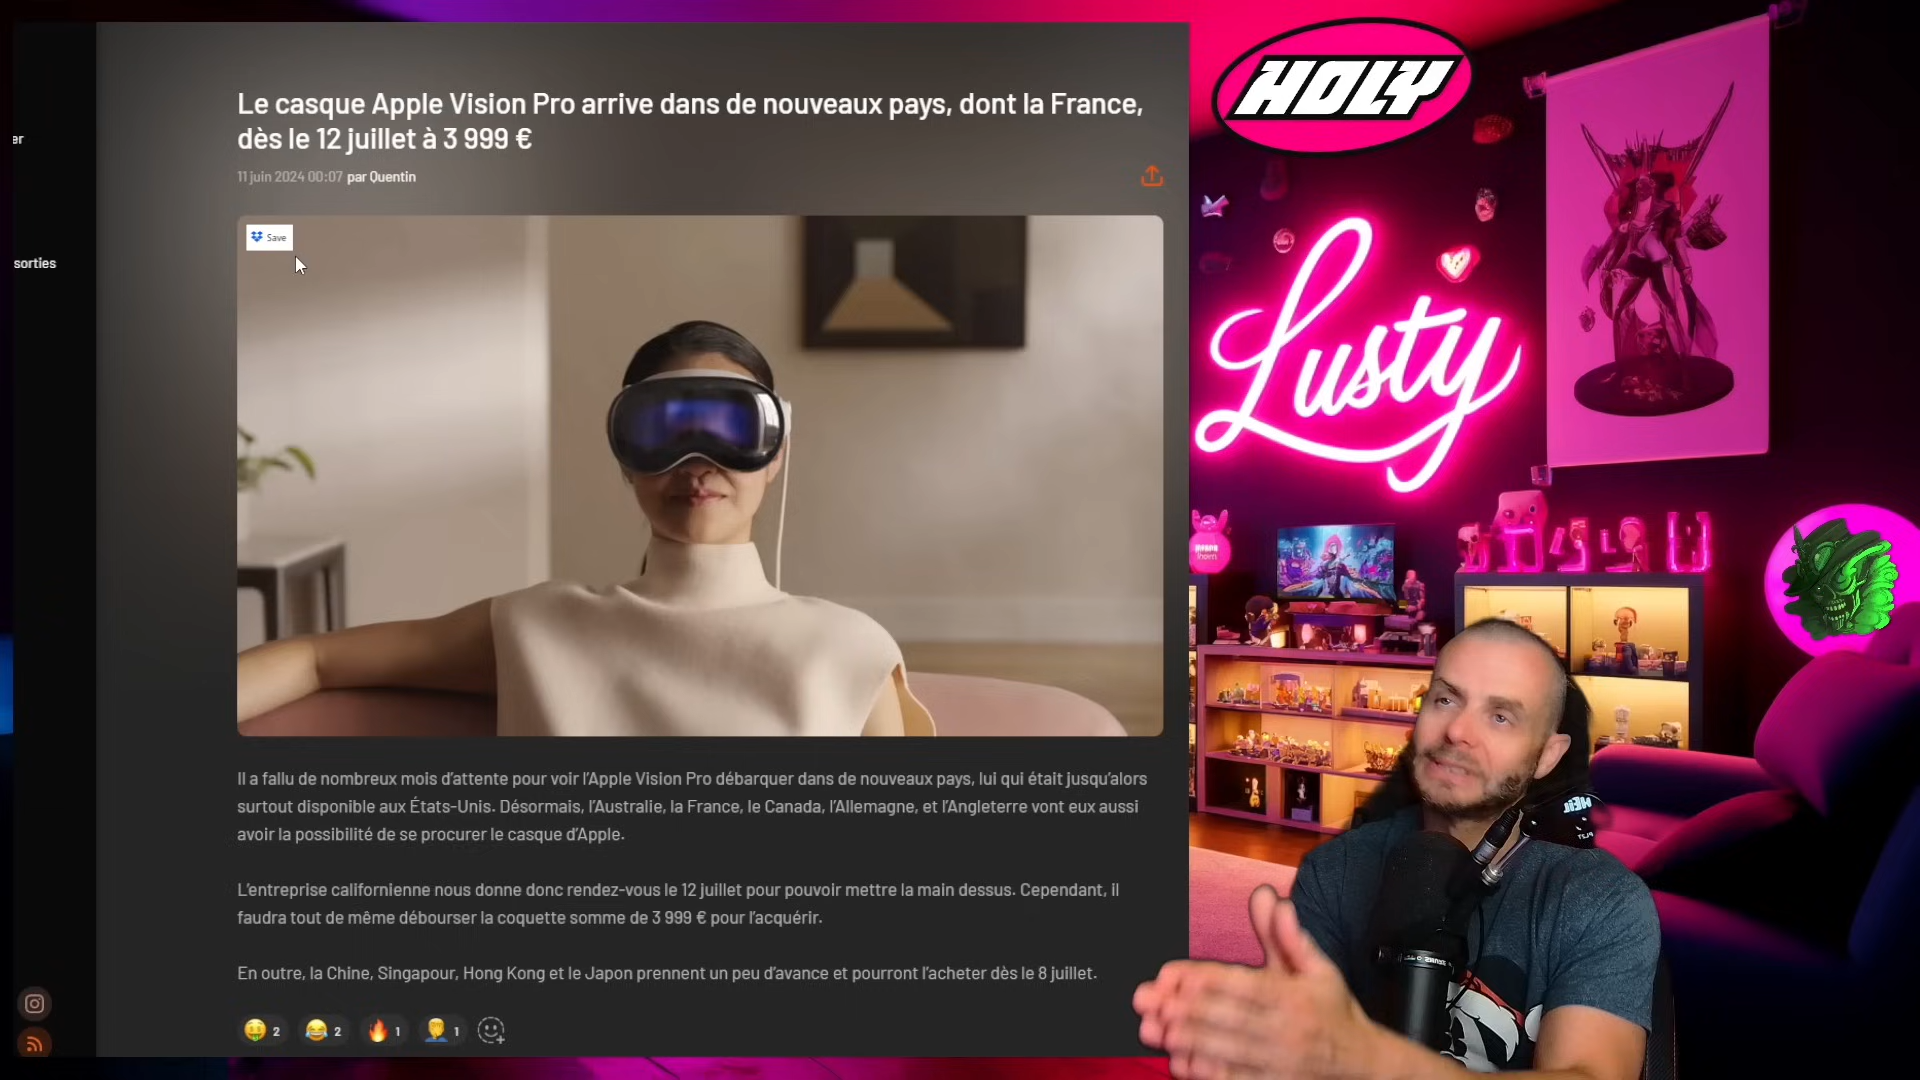 er
sorties
Le casque Apple Vision Pro arrive dans de nouveaux pays, dont la France,
dès le 12 juillet à 3 999 €
11 juin 2024 00:07 par Quentin
Save
Il a fallu de nombreux mois d'attente pour voir l'Apple Vision Pro débarquer dans de nouveaux pays, lui qui était jusqu'alors
surtout disponible aux États-Unis. Désormais, l'Australie, la France, le Canada, l'Allemagne, et l'Angleterre vont eux aussi
avoir la possibilité de se procurer le casque d'Apple.
L'entreprise californienne nous donne donc rendez-vous le 12 juillet pour pouvoir mettre la main dessus. Cependant, il
faudra tout de même débourser la coquette somme de 3 999 € pour l'acquérir.
En outre, la Chine, Singapour, Hong Kong et le Japon prennent un peu d'avance et pourront l'acheter dès le 8 juillet.
2 2 1 1
HOLY
Lusty